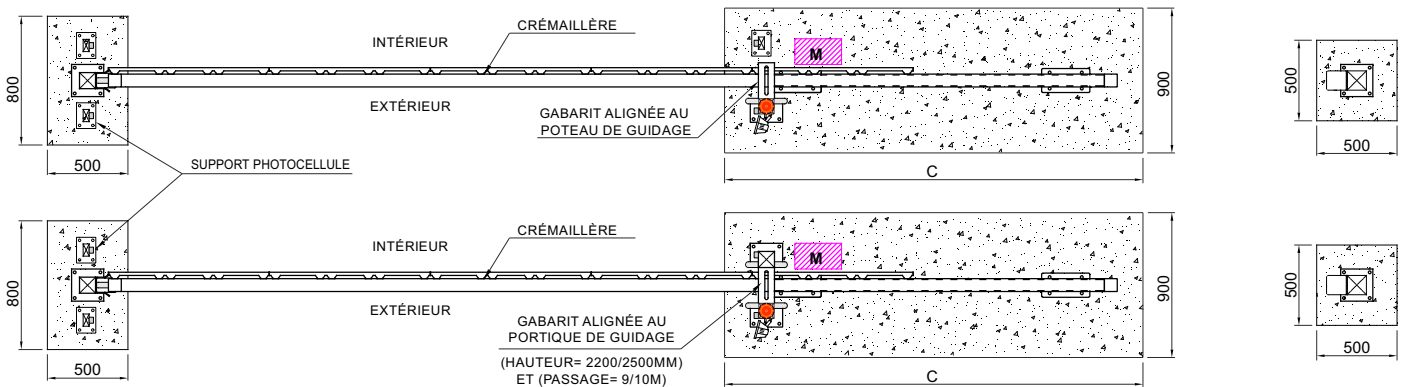 CRÉMAILLÈRE
INTÉRIEUR
M
800
EXTÉRIEUR
GABARIT ALIGNÉE AU
POTEAU DE GUIDAGE
900
500
500
500
SUPPORT PHOTOCELLULE
C
CRÉMAILLÈRE
INTÉRIEUR
M
800
EXTÉRIEUR
GABARIT ALIGNÉE AU
PORTIQUE DE GUIDAGE
(HAUTEUR= 2200/2500MM)
ET (PASSAGE= 9/10M)
900
500
500
500
C